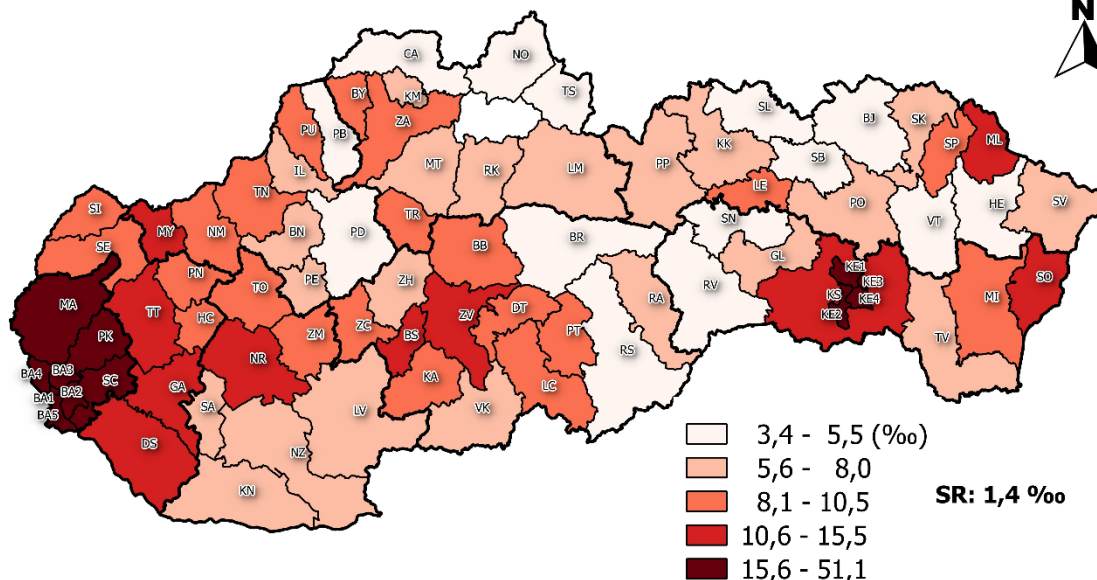 N
CA
NO
TS
BY
KM
PU
PB
ZA
IL
MT
RK
LM
PP
KK
SL
BJ
SK
SP
ML
SB
LE
PO
VT
HE
SV
SI
SE
MY
NM
TN
BN
PD
TR
BB
BR
SN
GL
RV
KE1
KE3
KS
KE4
KE2
SO
MI
TV
PN
TO
PE
ZH
MA
TT
HC
PK
NR
ZM
ZC
BS
ZV
DT
PT
RA
RS
BA4
BA3
BA2
SC
BA1
BA5
GA
SA
LV
KA
LC
VK
DS
NZ
KN
3,4 - 5,5 (‰)
5,6 - 8,0
8,1 - 10,5
SR: 1,4 ‰
10,6 - 15,5
15,6 - 51,1